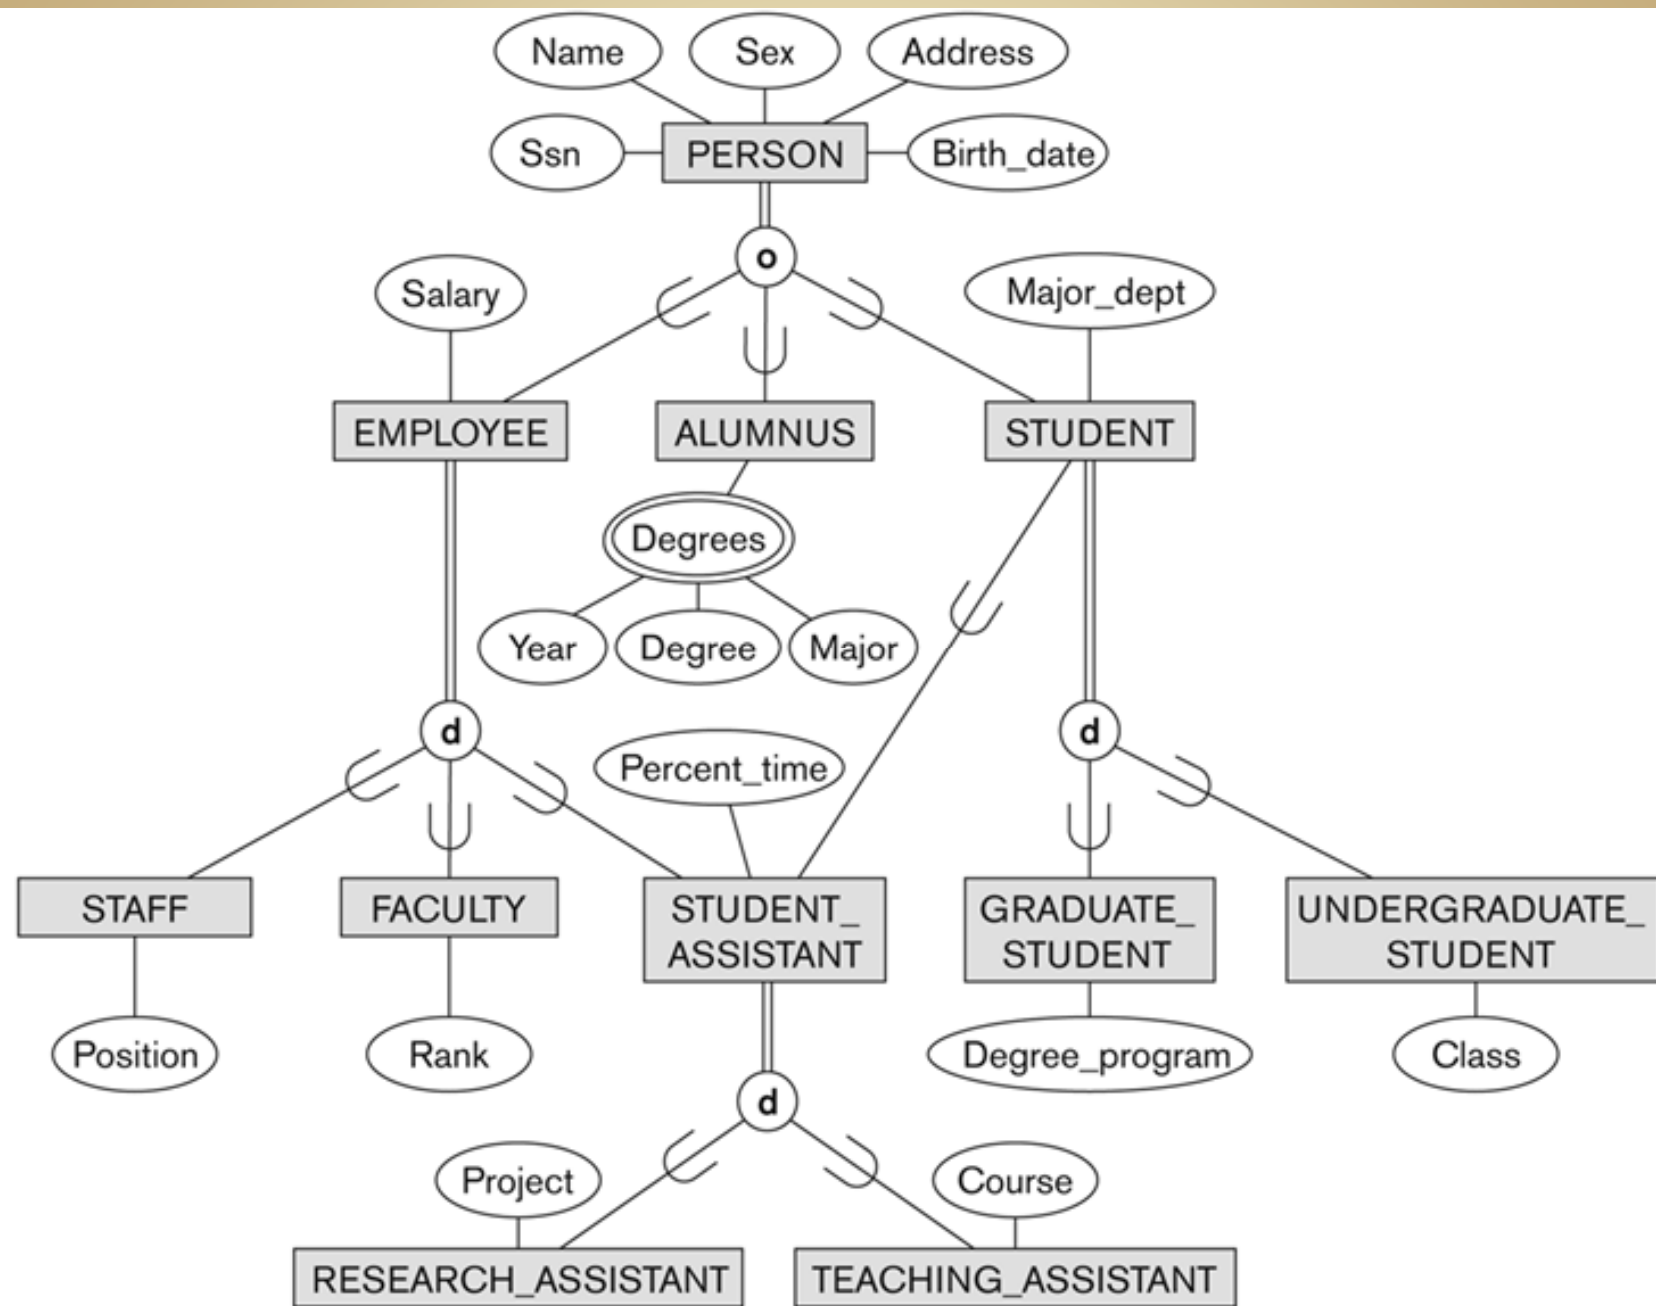 Name
Sex
Address
Ssn
PERSON
Birth_date
o
Salary
Major_dept
EMPLOYEE
ALUMNUS
STUDENT
Degrees
Year
Degree
Major
d
d
Percent_time
STAFF
FACULTY
STUDENT_
ASSISTANT
GRADUATE_
STUDENT
UNDERGRADUATE_
STUDENT
Position
Rank
Degree_program
Class
d
Project
Course
RESEARCH_ASSISTANT
TEACHING_ASSISTANT